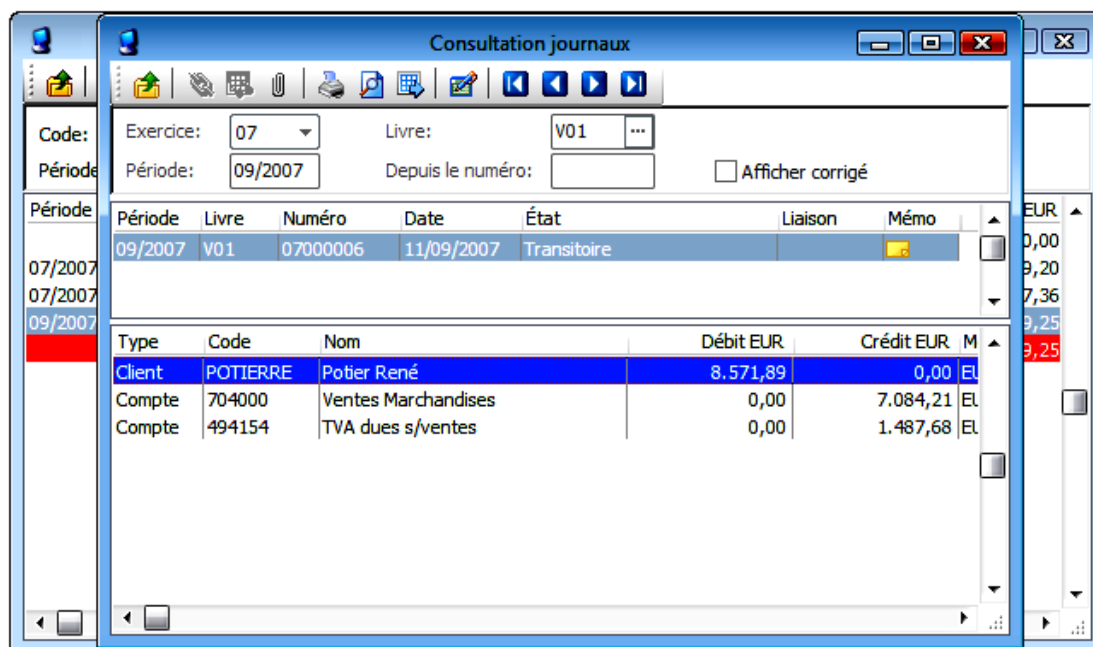 Consultation journaux
Exercice: 07 Livre: V01 ...
Code:
Période: 09/2007 Depuis le numéro: Afficher corrigé
Période
Période EUR
Période Livre Numéro Date État Liaison Mémo
09/2007 V01 07000006 11/09/2007 Transitoire
0,00
07/2007 9,20
07/2007 7,36
09/2007 9,25
9,25
Type Code Nom Débit EUR Crédit EUR M
Client POTIERRE Potier René 8.571,89 0,00 EU
Compte 704000 Ventes Marchandises 0,00 7.084,21 EU
Compte 494154 TVA dues s/ventes 0,00 1.487,68 EU